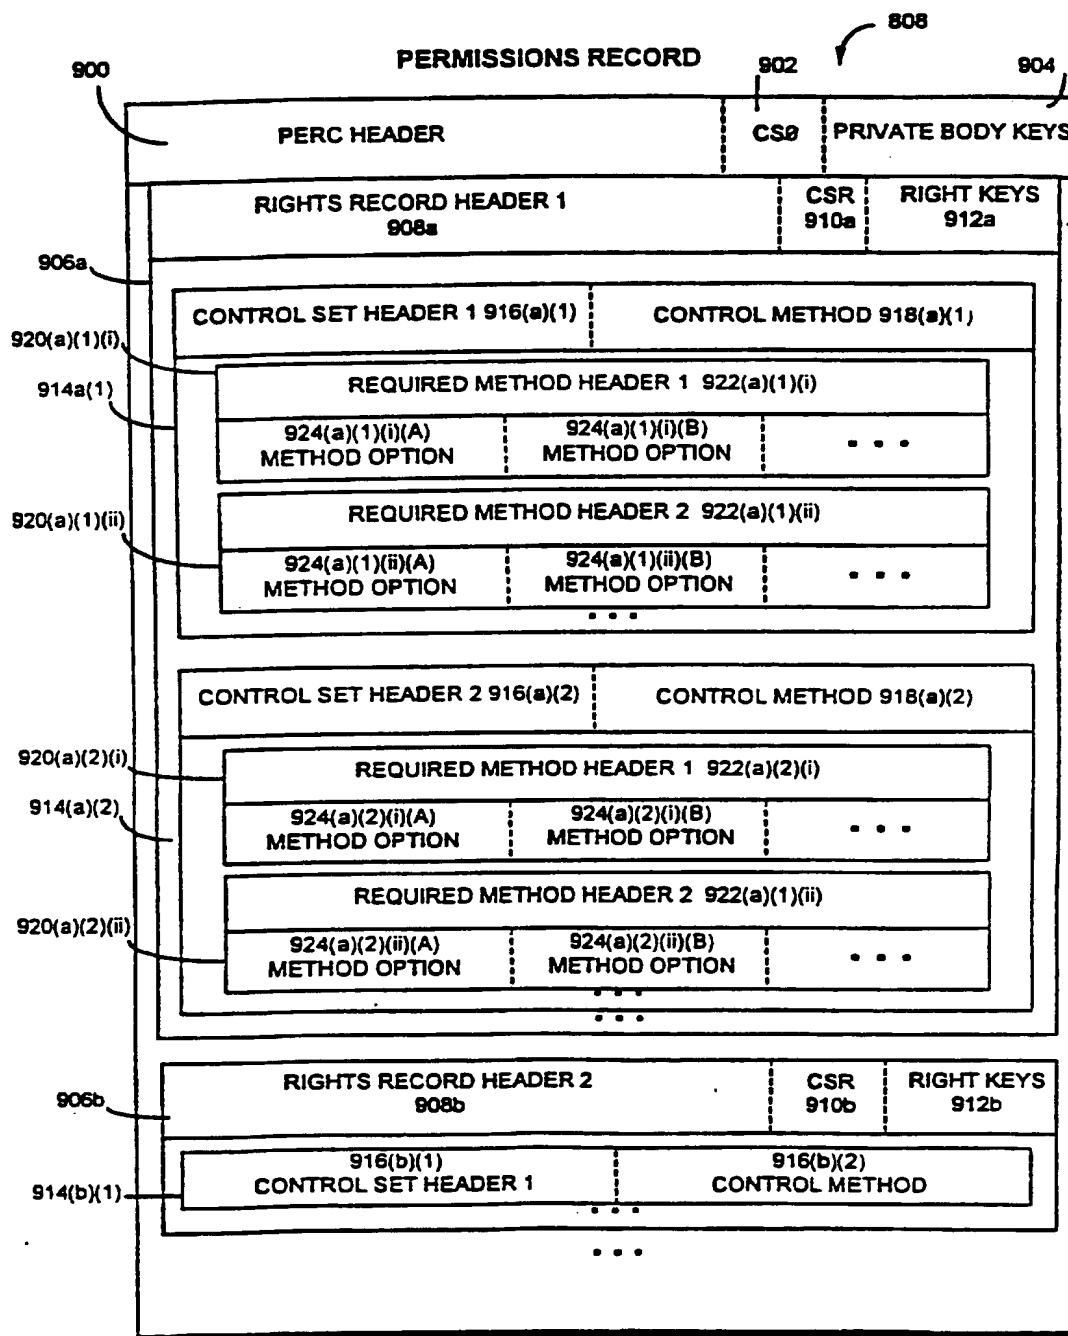 808
PERMISSIONS RECORD
900
902
904
PERC HEADER
CS0
PRIVATE BODY KEYS
RIGHTS RECORD HEADER 1
908a
CSR
910a
RIGHT KEYS
912a
906a
CONTROL SET HEADER 1 916(a)(1)
CONTROL METHOD 918(a)(1)
920(a)(1)(i)
914a(1)
REQUIRED METHOD HEADER 1 922(a)(1)(i)
924(a)(1)(i)(A)
METHOD OPTION
924(a)(1)(i)(B)
METHOD OPTION
. . .
920(a)(1)(ii)
REQUIRED METHOD HEADER 2 922(a)(1)(ii)
924(a)(1)(ii)(A)
METHOD OPTION
924(a)(1)(ii)(B)
METHOD OPTION
. . .
. . .
CONTROL SET HEADER 2 916(a)(2)
CONTROL METHOD 918(a)(2)
920(a)(2)(i)
914(a)(2)
REQUIRED METHOD HEADER 1 922(a)(2)(i)
924(a)(2)(i)(A)
METHOD OPTION
924(a)(2)(i)(B)
METHOD OPTION
. . .
920(a)(2)(ii)
REQUIRED METHOD HEADER 2 922(a)(1)(ii)
924(a)(2)(ii)(A)
METHOD OPTION
924(a)(2)(ii)(B)
METHOD OPTION
. . .
. . .
. . .
906b
RIGHTS RECORD HEADER 2
908b
CSR
910b
RIGHT KEYS
912b
914(b)(1)
916(b)(1)
CONTROL SET HEADER 1
916(b)(2)
CONTROL METHOD
. . .
. . .